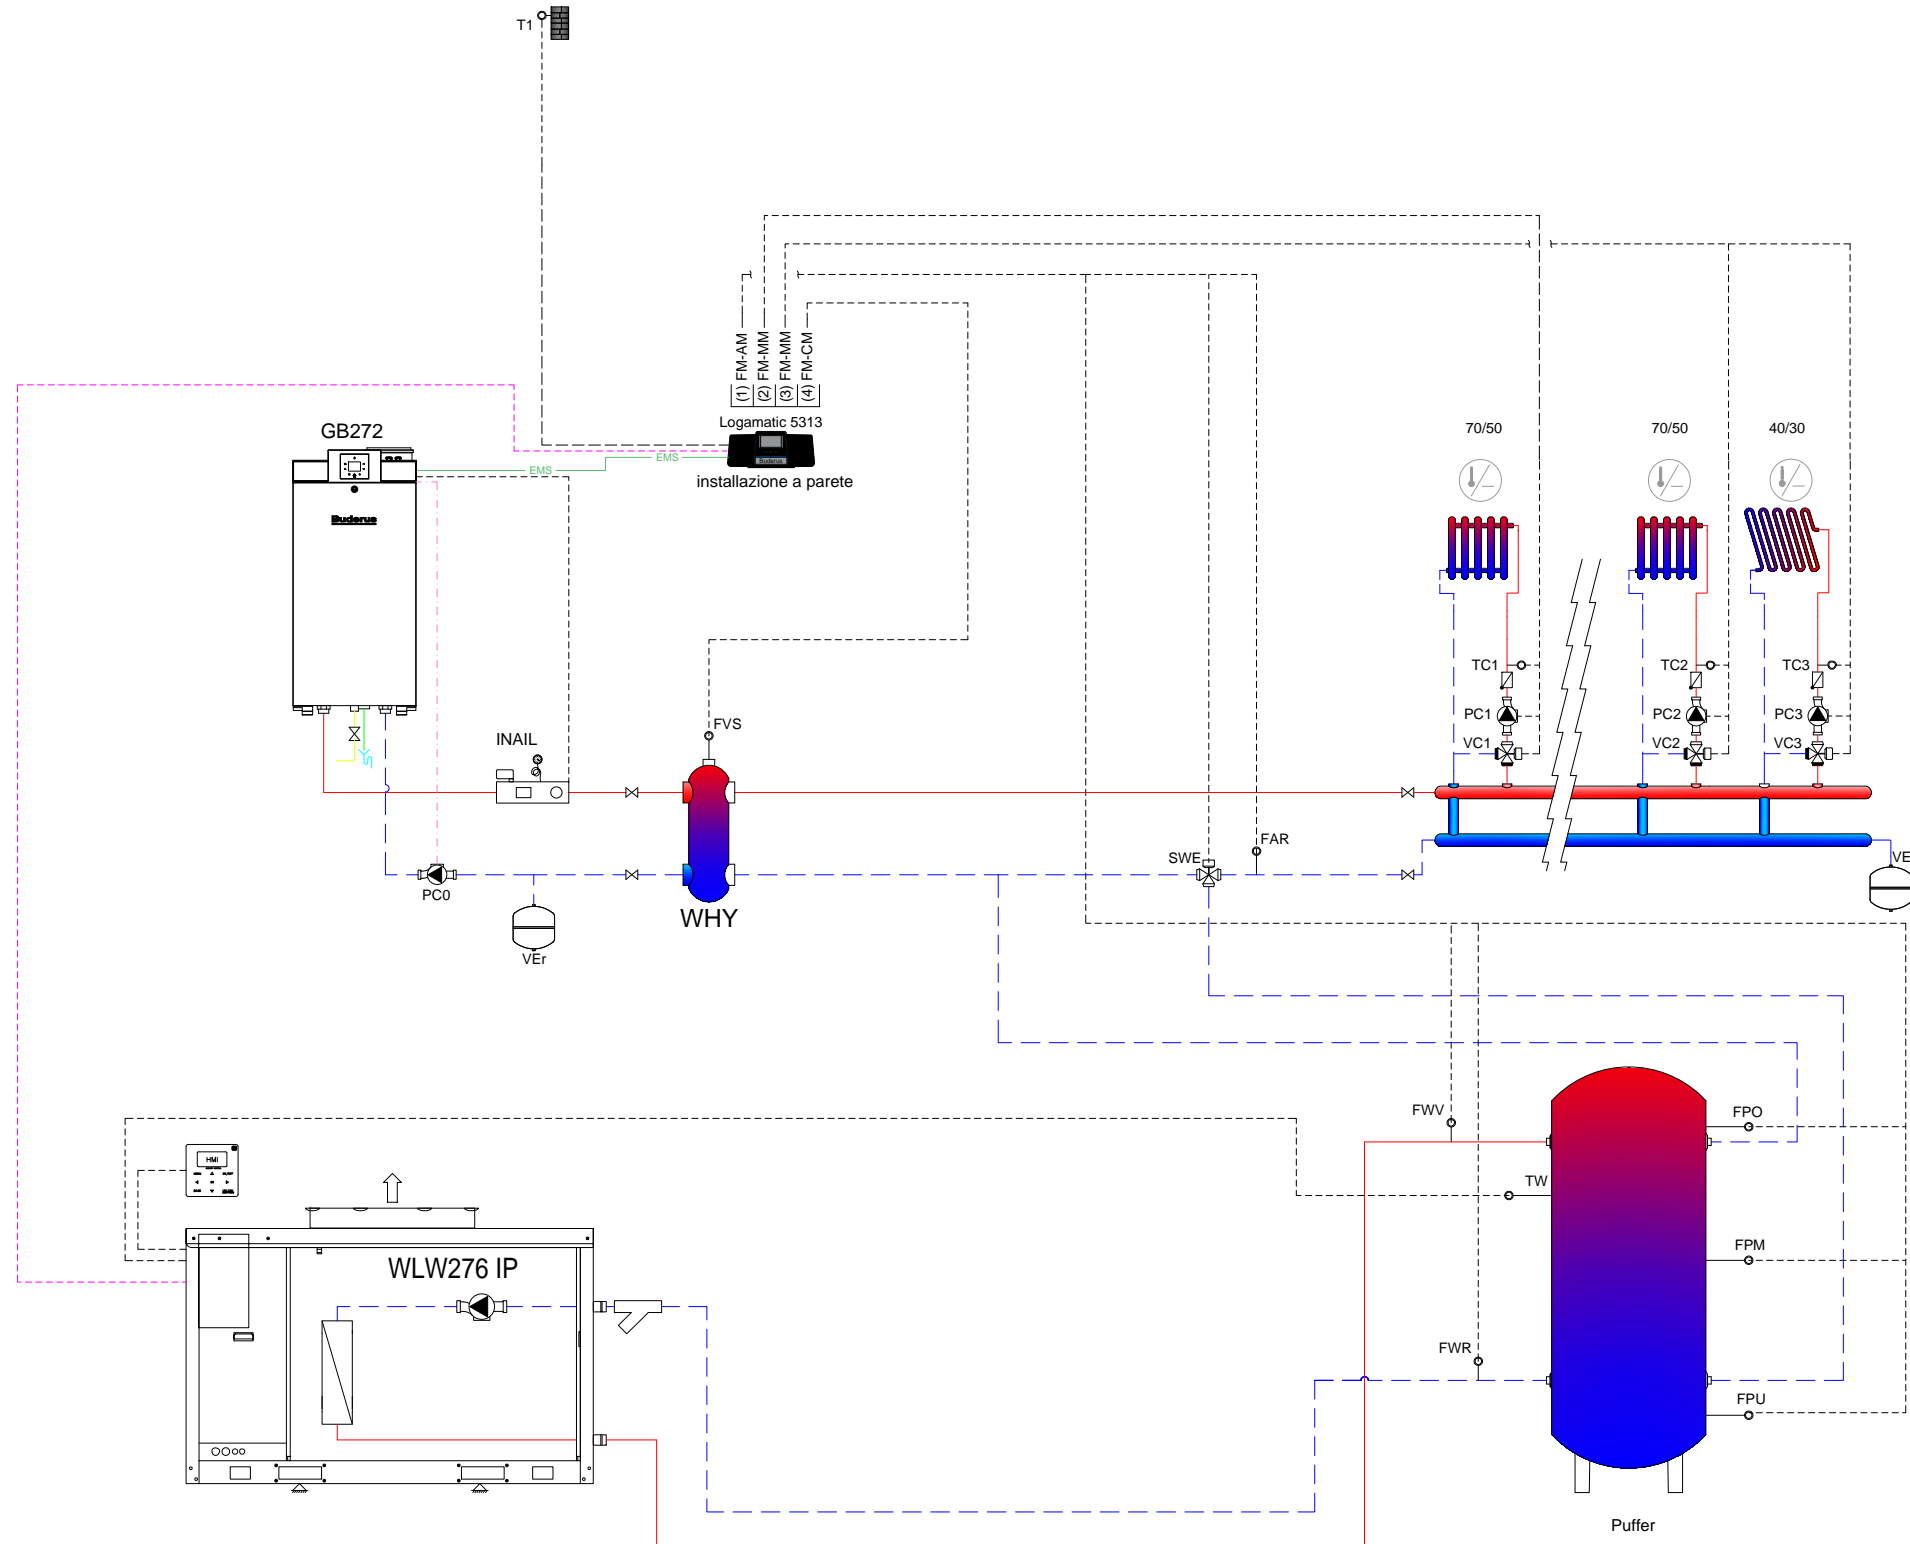 T1
(1) FM-AM
(2) FM-MM
(3) FM-MM
(4) FM-CM
Logamatic 5313
Buderus
installazione a parete
GB272
Buderus
EMS
EMS
70/50
70/50
40/30
TC1
TC2
TC3
PC1
PC2
PC3
VC1
VC2
VC3
INAIL
FVS
FAR
SWE
VE
PC0
WHY
VEr
FWV
FPO
TW
HMI
FPM
WLW276 IP
FWR
FPU
Puffer